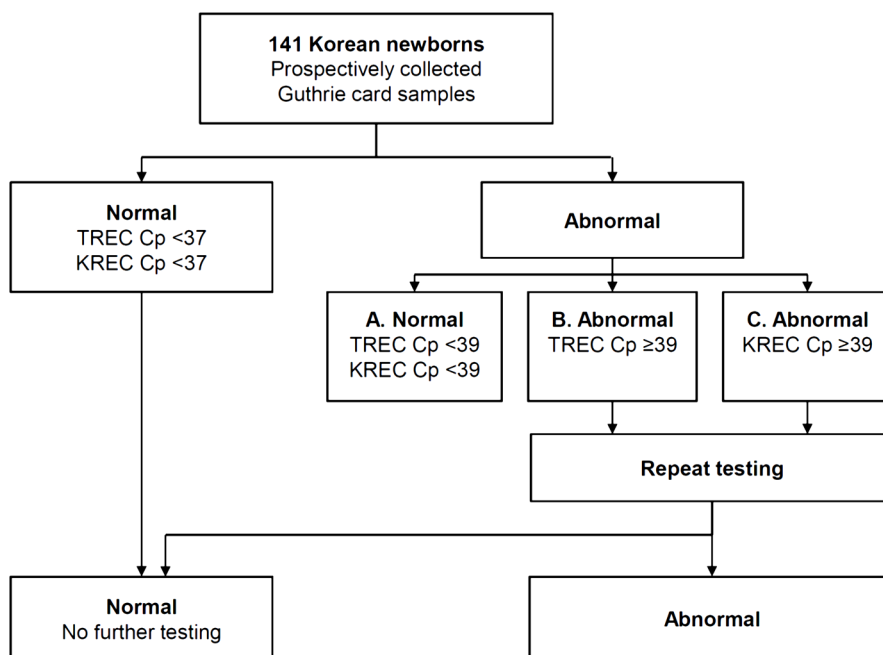 141 Korean newborns
Prospectively collected
Guthrie card samples
Normal
TREC Cp <37
KREC Cp <37
Abnormal
A. Normal
TREC Cp <39
KREC Cp <39
B. Abnormal
TREC Cp ≥39
C. Abnormal
KREC Cp ≥39
Repeat testing
Normal
No further testing
Abnormal